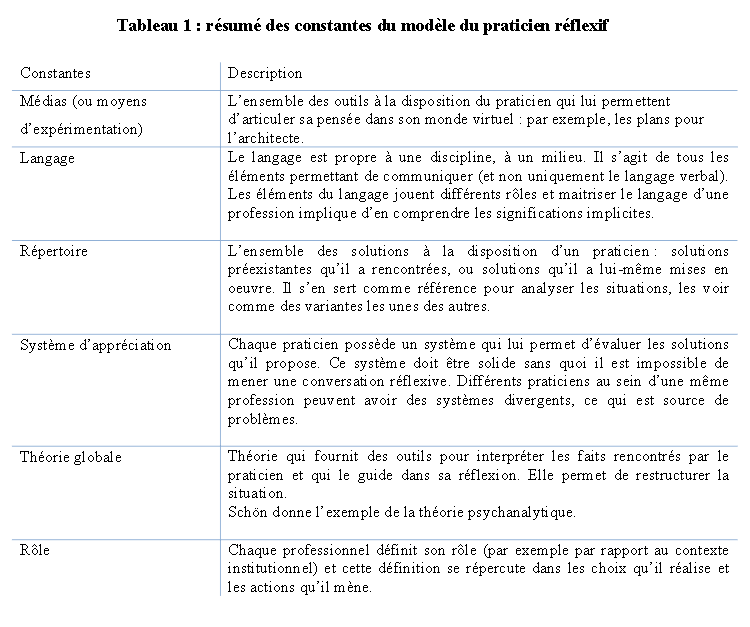 Tableau 1 : résumé des constantes du modèle du praticien réflexif
Constantes
Description
Médias (ou moyens
d’expérimentation)
L’ensemble des outils à la disposition du praticien qui lui permettent
d’articuler sa pensée dans son monde virtuel : par exemple, les plans pour
l’architecte.
Langage
Le langage est propre à une discipline, à un milieu. Il s’agit de tous les
éléments permettant de communiquer (et non uniquement le langage verbal).
Les éléments du langage jouent différents rôles et maitriser le langage d’une
profession implique d’en comprendre les significations implicites.
Répertoire
L’ensemble des solutions à la disposition d’un praticien : solutions
préexistantes qu’il a rencontrées, ou solutions qu’il a lui-même mises en
oeuvre. Il s’en sert comme référence pour analyser les situations, les voir
comme des variantes les unes des autres.
Système d’appréciation
Chaque praticien possède un système qui lui permet d’évaluer les solutions
qu’il propose. Ce système doit être solide sans quoi il est impossible de
mener une conversation réflexive. Différents praticiens au sein d’une même
profession peuvent avoir des systèmes divergents, ce qui est source de
problèmes.
Théorie globale
Théorie qui fournit des outils pour interpréter les faits rencontrés par le
praticien et qui le guide dans sa réflexion. Elle permet de restructurer la
situation.
Schön donne l’exemple de la théorie psychanalytique.
Rôle
Chaque professionnel définit son rôle (par exemple par rapport au contexte
institutionnel) et cette définition se répercute dans les choix qu’il réalise et
les actions qu’il mène.